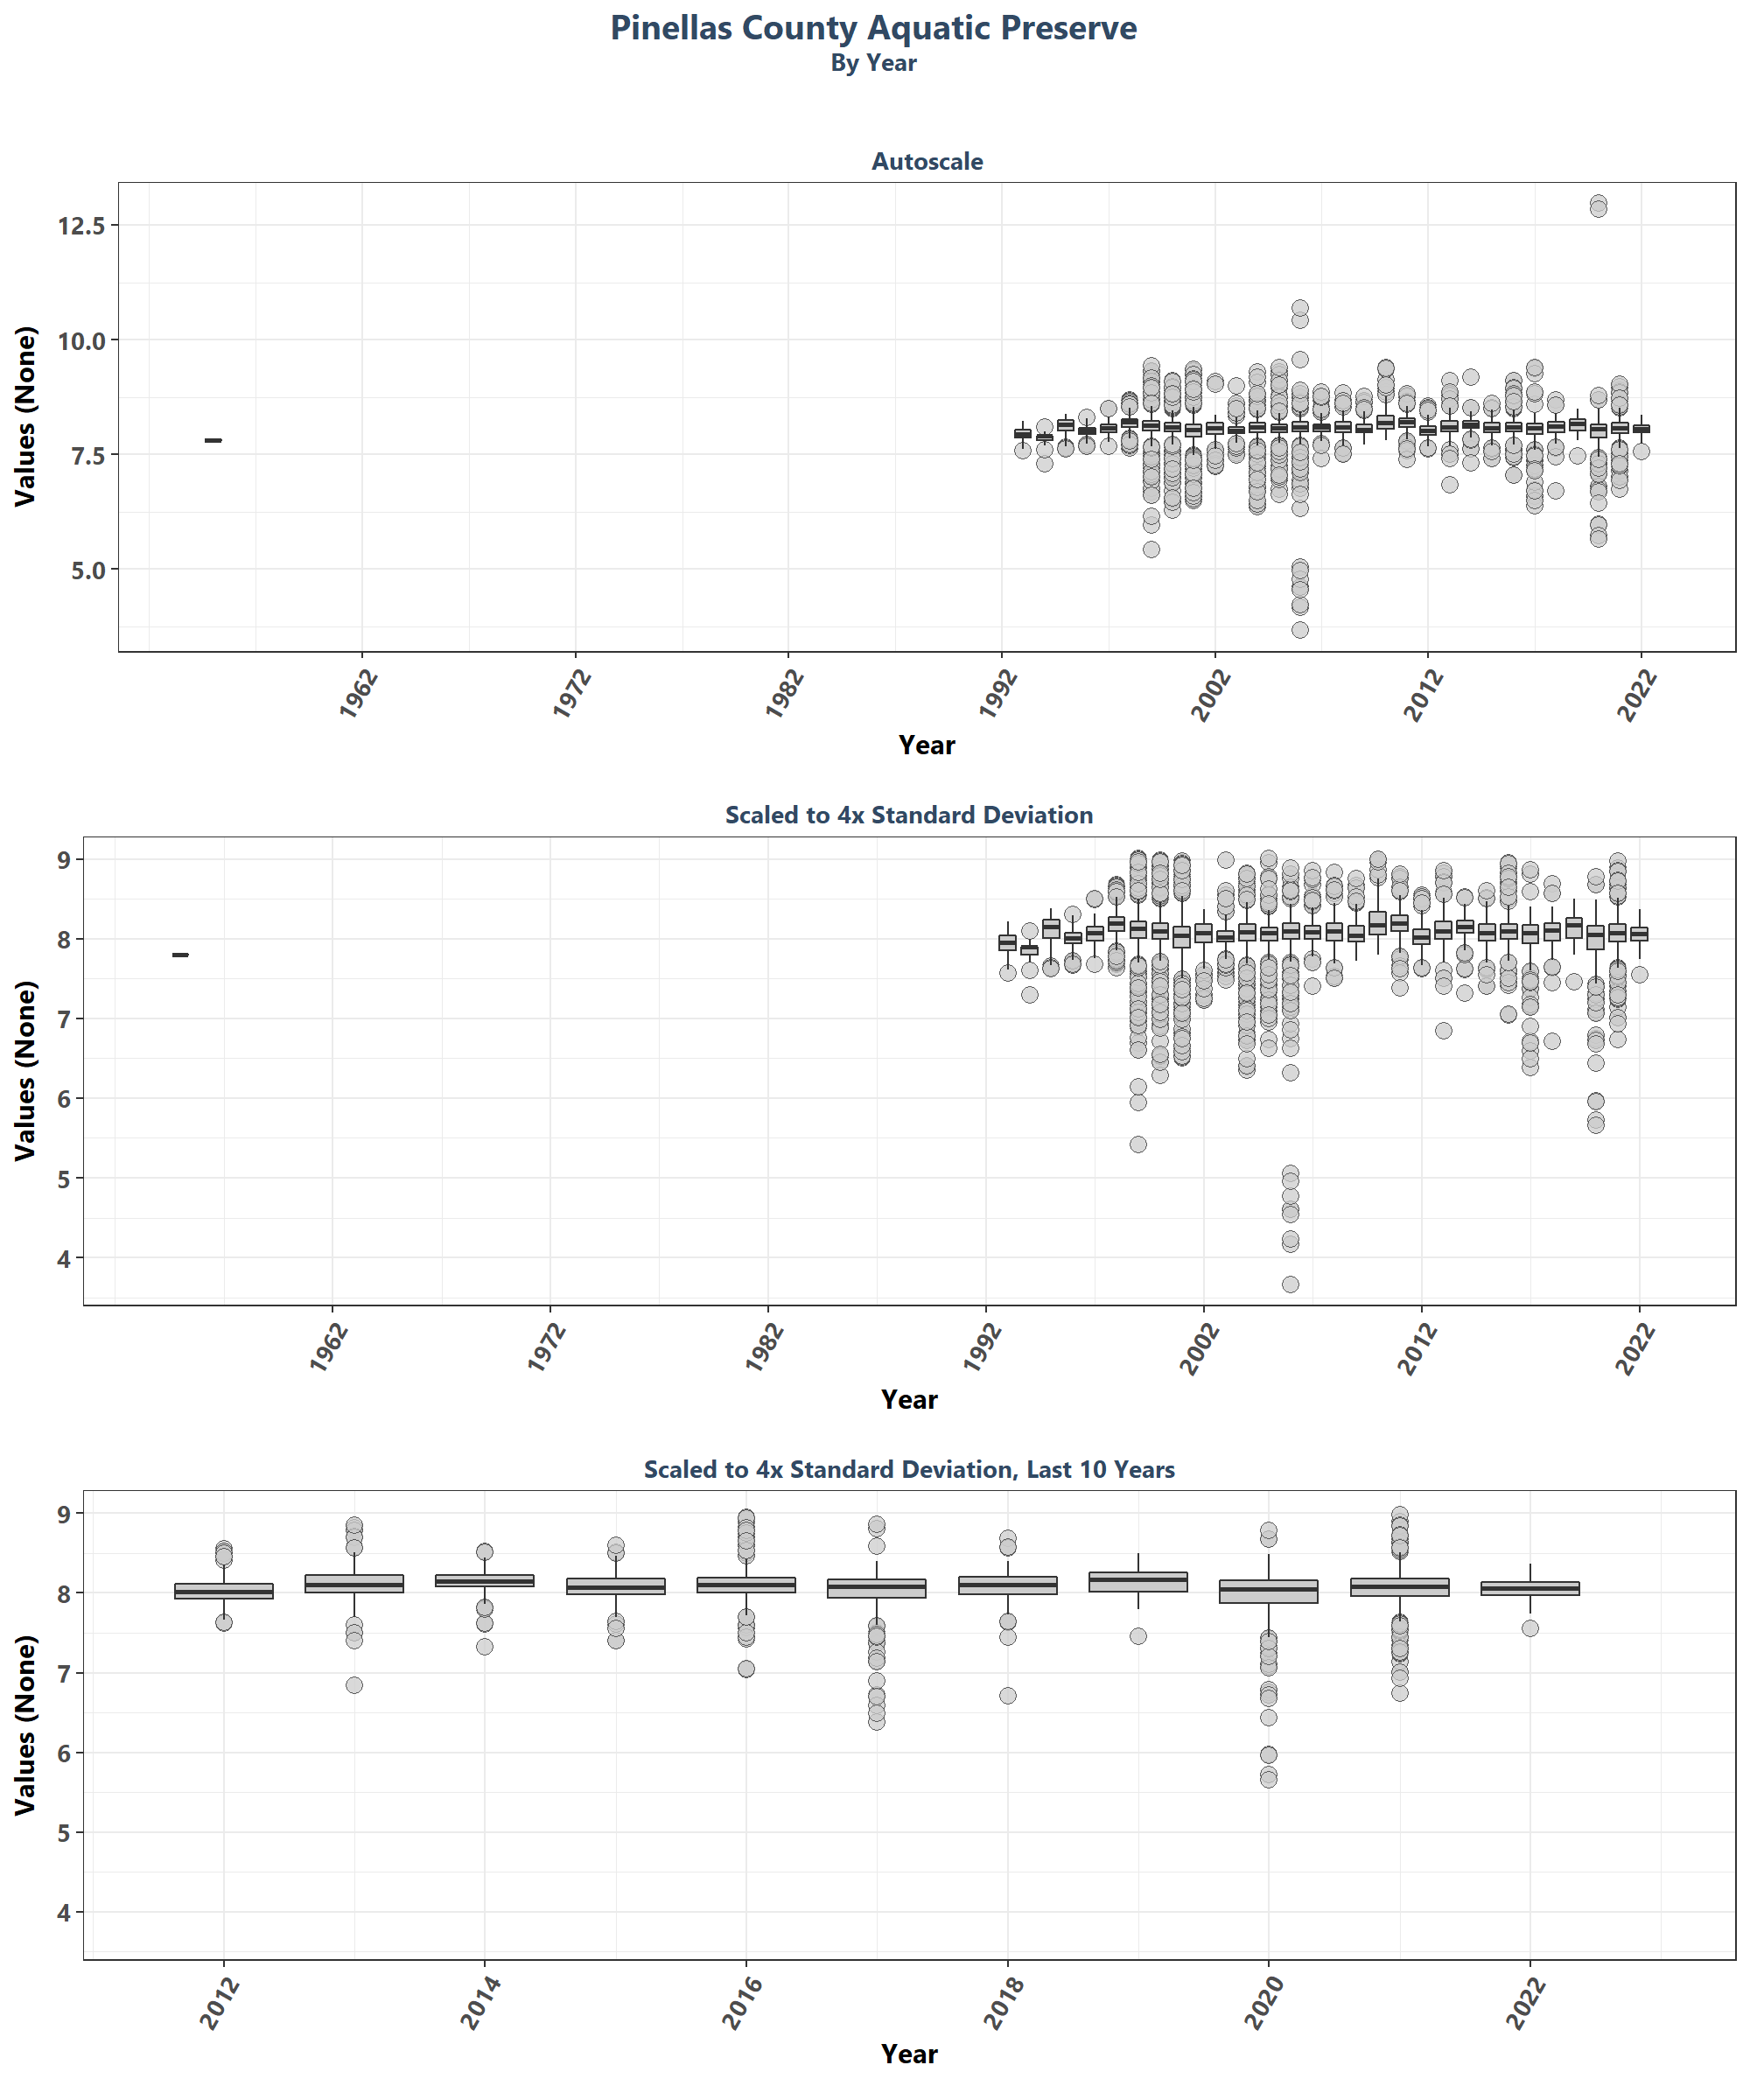 Pinellas County Aquatic Preserve
By Year
Autoscale
Values (None)
12.5
10.0
7.5
5.0
1962 1972 1982 1992 2002 2012 2022
Year
Scaled to 4x Standard Deviation
Values (None)
9
8
7
6
5
4
1962 1972 1982 1992 2002 2012 2022
Year
Scaled to 4x Standard Deviation, Last 10 Years
Values (None)
9
8
7
6
5
4
2012 2014 2016 2018 2020 2022
Year